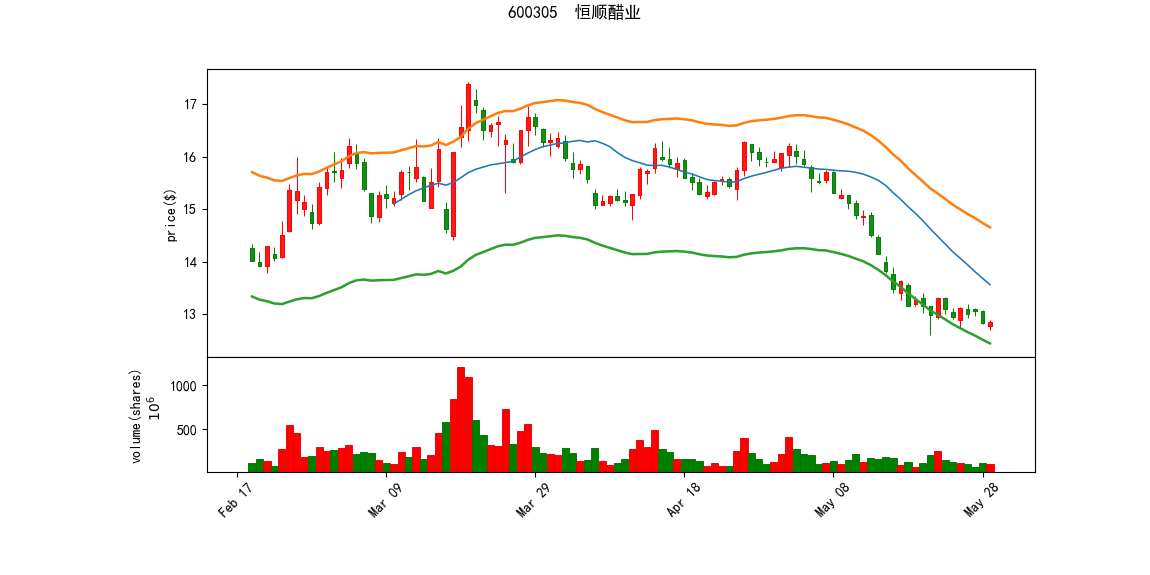 600305  恒顺醋业
price($)
17
16
15
14
13
volume(shares)
10^6
1000
500
Feb 17
Mar 09
Mar 29
Apr 18
May 08
May 28